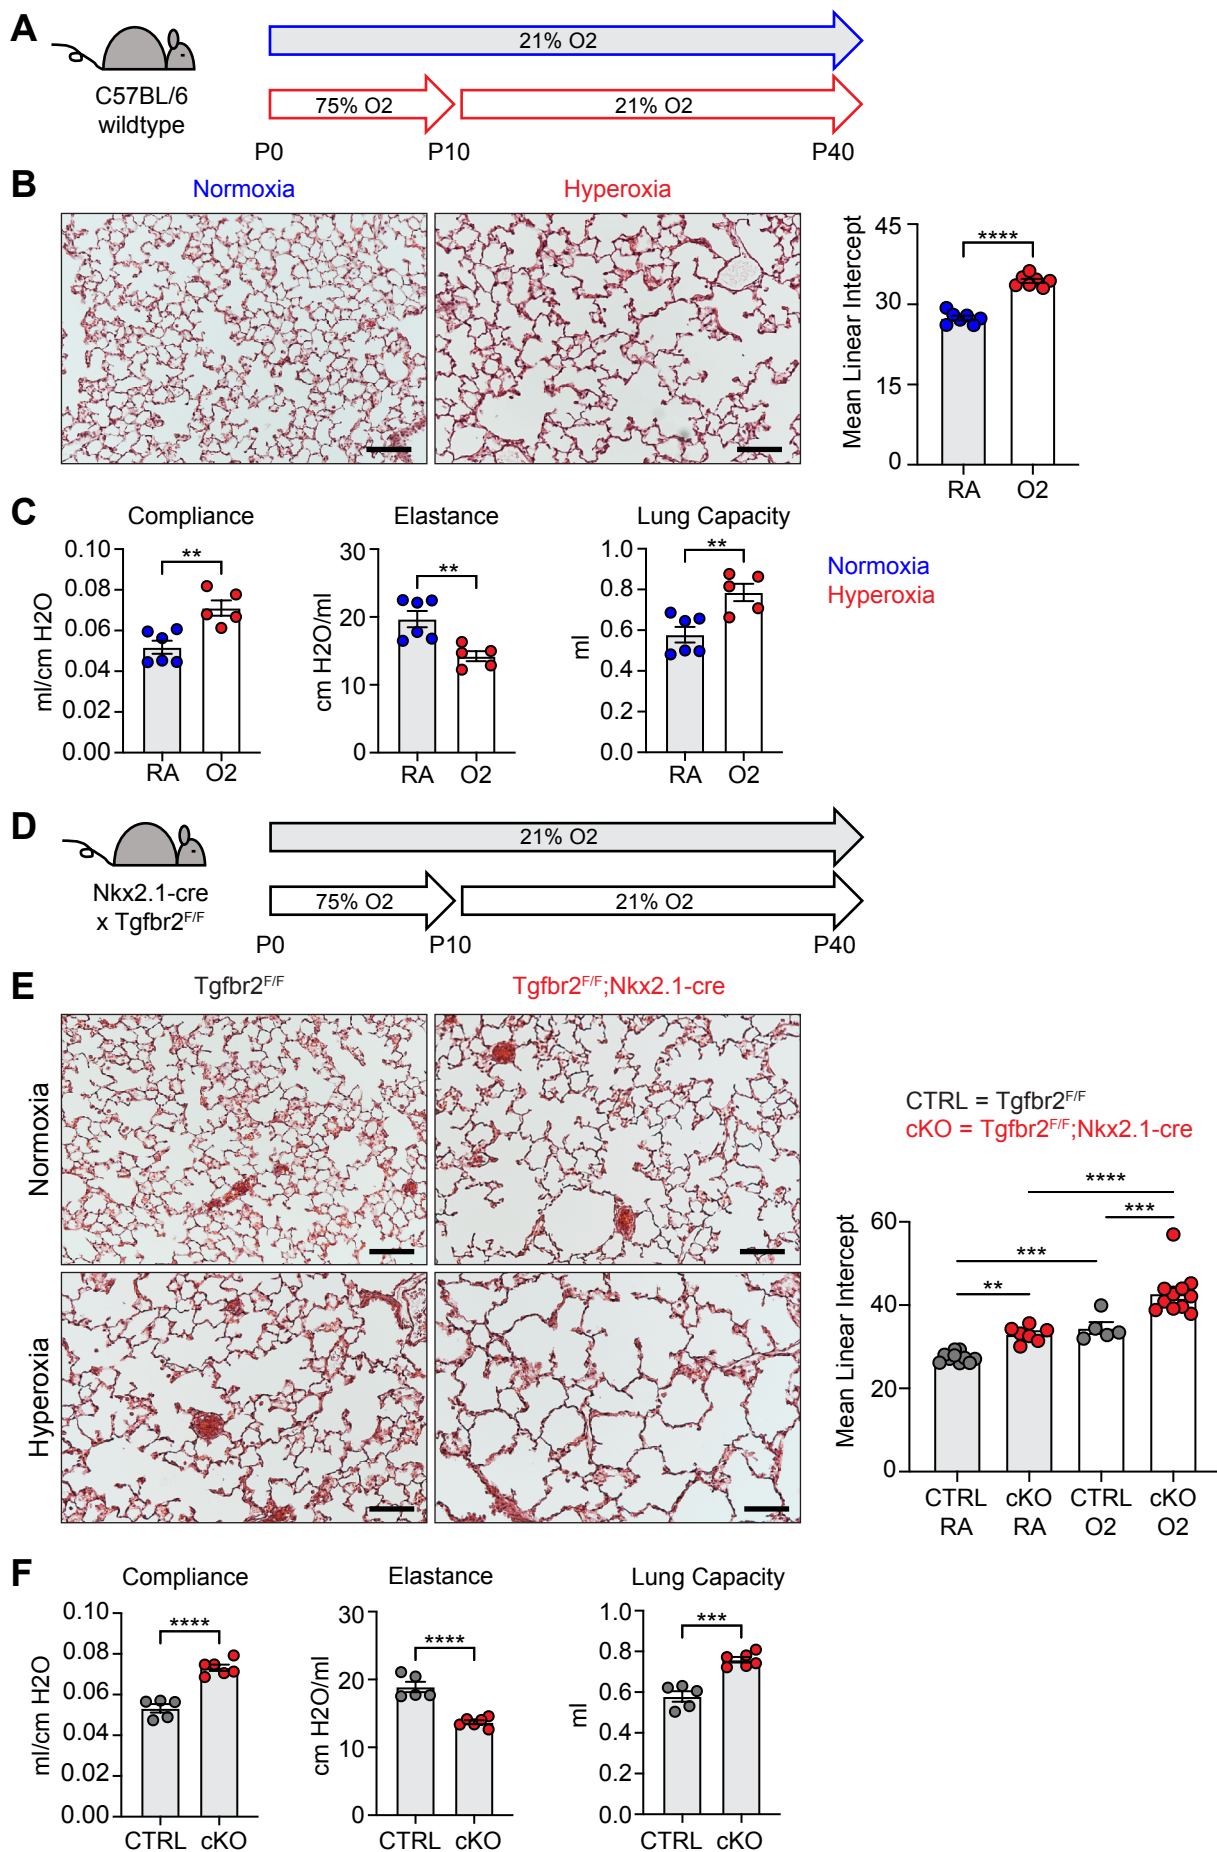 A
C57BL/6
wildtype
21% O2
75% O2
21% O2
P0
P10
P40
B
Normoxia
Hyperoxia
Mean Linear Intercept
45
30
15
0
****
RA
O2
C
Compliance
ml/cm H2O
0.10
0.08
0.06
0.04
0.02
0.00
**
RA
O2
Elastance
cm H2O/ml
30
20
10
0
**
RA
O2
Lung Capacity
ml
1.0
0.8
0.6
0.4
0.2
0.0
**
RA
O2
Normoxia
Hyperoxia
D
Nkx2.1-cre
x Tgfbr2F/F
21% O2
75% O2
21% O2
P0
P10
P40
E
Tgfbr2F/F
Tgfbr2F/F;Nkx2.1-cre
Normoxia
Hyperoxia
CTRL = Tgfbr2F/F
cKO = Tgfbr2F/F;Nkx2.1-cre
Mean Linear Intercept
60
40
20
0
****
***
***
**
CTRL
RA
cKO
RA
CTRL
O2
cKO
O2
F
Compliance
ml/cm H2O
0.10
0.08
0.06
0.04
0.02
0.00
****
CTRL
cKO
Elastance
cm H2O/ml
30
20
10
0
****
CTRL
cKO
Lung Capacity
ml
1.0
0.8
0.6
0.4
0.2
0.0
***
CTRL
cKO